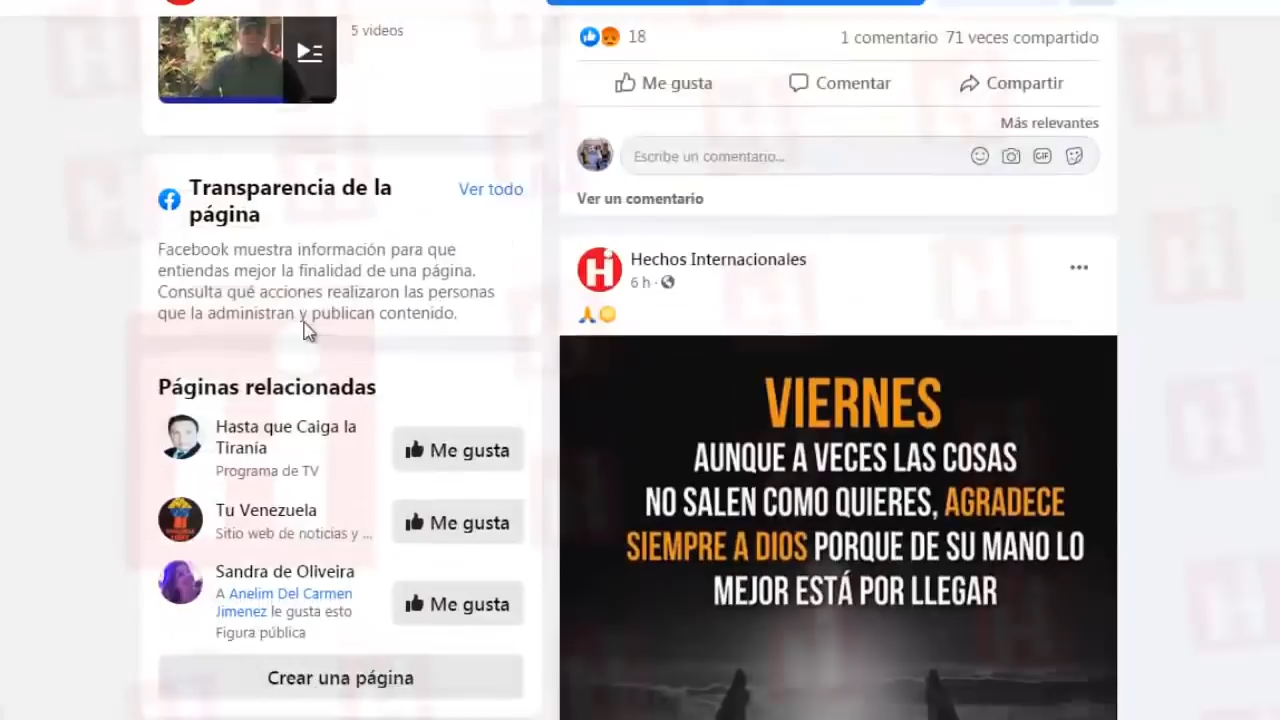 5 videos
Transparencia de la
página
Ver todo
Facebook muestra información para que
entiendas mejor la finalidad de una página.
Consulta qué acciones realizaron las personas
que la administran y publican contenido.
Páginas relacionadas
Hasta que Caiga la
Tiranía
Programa de TV
Me gusta
Tu Venezuela
Sitio web de noticias y ...
Me gusta
Sandra de Oliveira
A Anelim Del Carmen
Jimenez le gusta esto
Figura pública
Me gusta
Crear una página
18
1 comentario 71 veces compartido
Me gusta
Comentar
Compartir
Más relevantes
Escribe un comentario...
GIF
Ver un comentario
Hi
Hechos Internacionales
6 h ·
VIERNES
AUNQUE A VECES LAS COSAS
NO SALEN COMO QUIERES, AGRADECE
SIEMPRE A DIOS PORQUE DE SU MANO LO
MEJOR ESTÁ POR LLEGAR